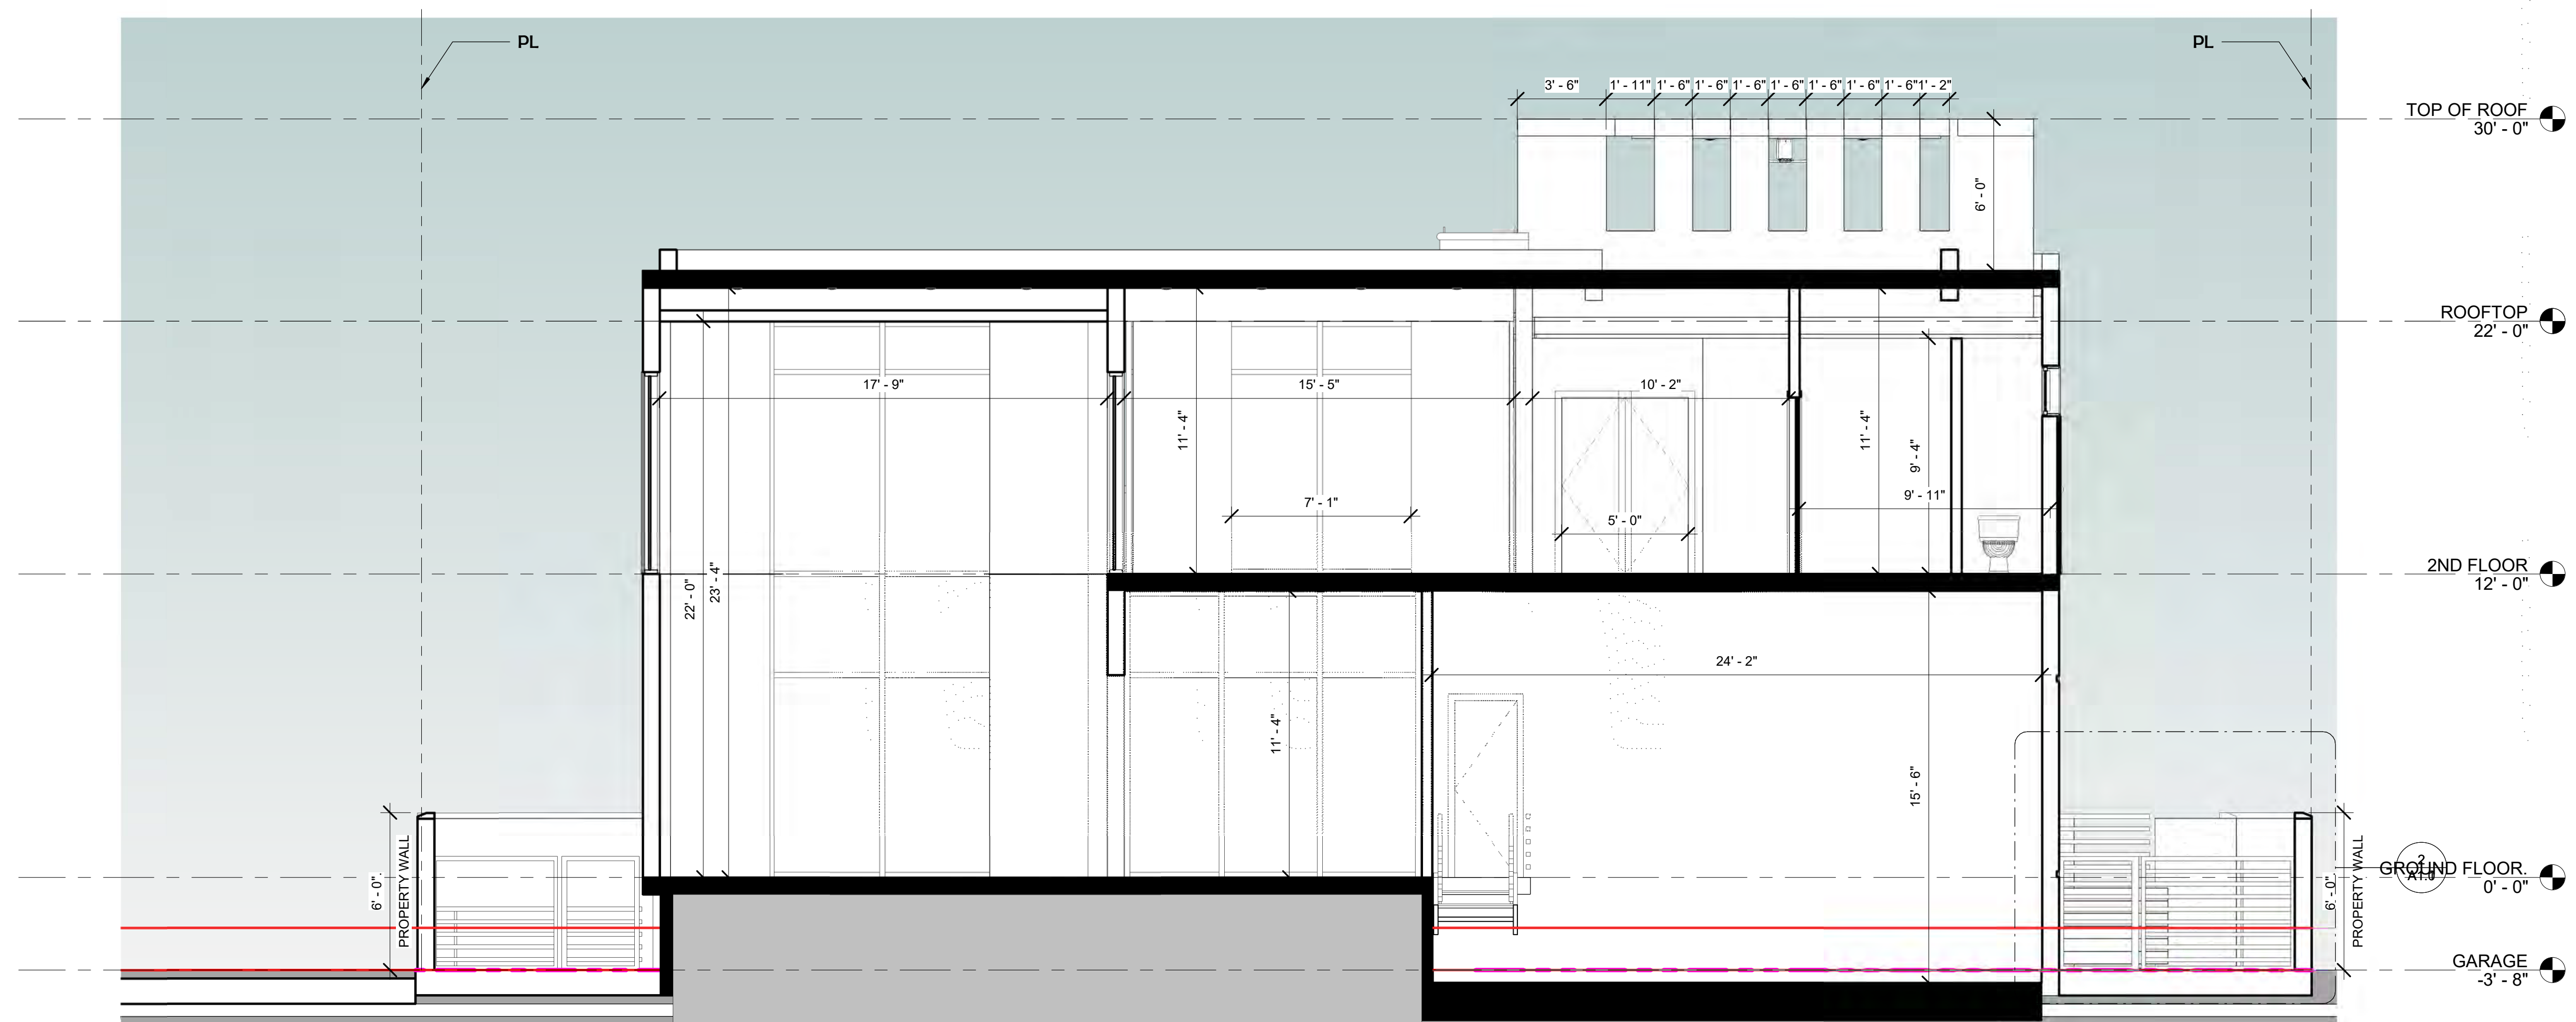 PL
PL
3' - 6"
1' - 11"
1' - 6"
1' - 6"
1' - 6"
1' - 6"
1' - 6"
1' - 6"
1' - 6"
1' - 2"
TOP OF ROOF
30' - 0"
6' - 0"
ROOFTOP
22' - 0"
17' - 9"
15' - 5"
10' - 2"
11' - 4"
11' - 4"
9' - 4"
9' - 11"
7' - 1"
5' - 0"
22' - 0"
23' - 4"
2ND FLOOR
12' - 0"
24' - 2"
11' - 4"
15' - 6"
6' - 0".
PROPERTY WALL
6' - 0"
PROPERTY WALL
2
A1.0
GROUND FLOOR.
0' - 0"
GARAGE
-3' - 8"